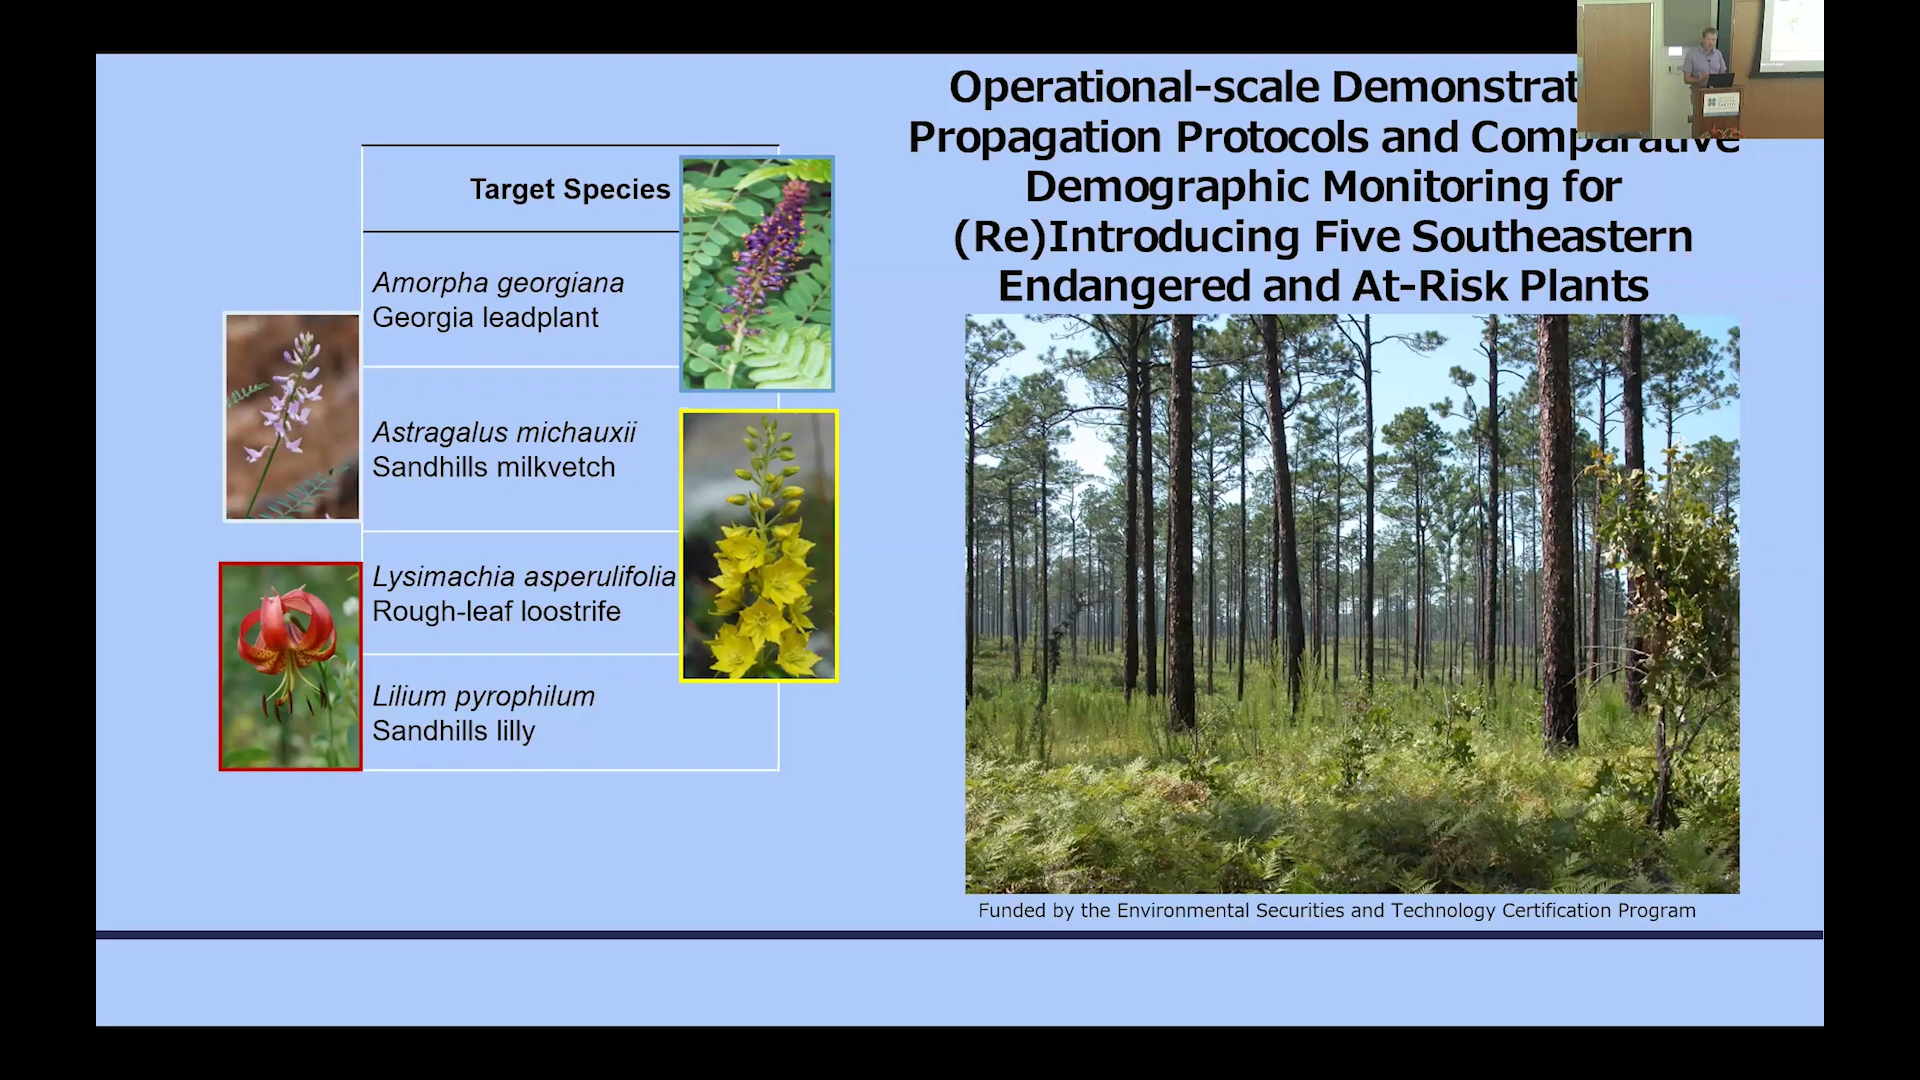 Operational-scale Demonstrat
Propagation Protocols and Comparative
Demographic Monitoring for
(Re)Introducing Five Southeastern
Endangered and At-Risk Plants
Target Species
Amorpha georgiana
Georgia leadplant
Astragalus michauxii
Sandhills milkvetch
Lysimachia asperulifolia
Rough-leaf loostrife
Lilium pyrophilum
Sandhills lilly
Funded by the Environmental Securities and Technology Certification Program